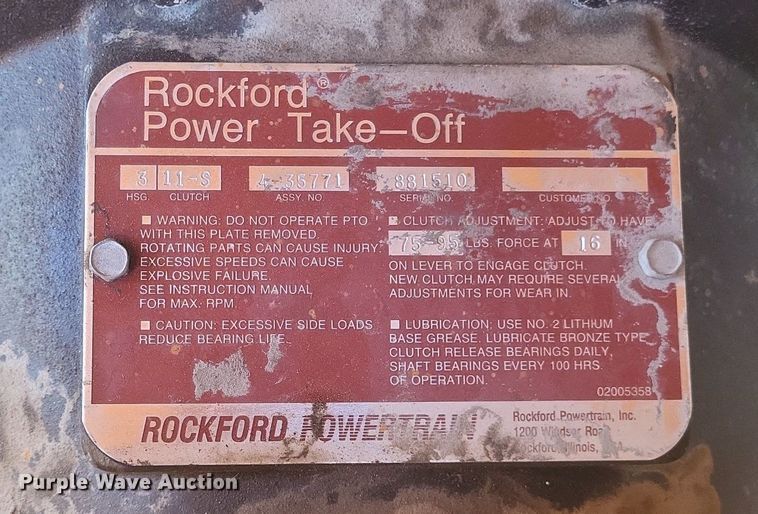 Rockford®
Power Take-Off
3 11-S 4-35771 881510
HSG. CLUTCH ASSY. NO. SERIAL NO. CUSTOMER NO.
■ WARNING: DO NOT OPERATE PTO
WITH THIS PLATE REMOVED.
ROTATING PARTS CAN CAUSE INJURY
EXCESSIVE SPEEDS CAN CAUSE
EXPLOSIVE FAILURE.
SEE INSTRUCTION MANUAL
FOR MAX. RPM.
■ CAUTION: EXCESSIVE SIDE LOADS
REDUCE BEARING LIFE.
■ CLUTCH ADJUSTMENT: ADJUST TO HAVE
75-95 LBS. FORCE AT 16 IN
ON LEVER TO ENGAGE CLUTCH.
NEW CLUTCH MAY REQUIRE SEVERAL
ADJUSTMENTS FOR WEAR IN.
■ LUBRICATION: USE NO. 2 LITHIUM
BASE GREASE. LUBRICATE BRONZE TYPE
CLUTCH RELEASE BEARINGS DAILY,
SHAFT BEARINGS EVERY 100 HRS.
OF OPERATION.
02005358
ROCKFORD POWERTRAIN
Rockford Powertrain, Inc.
1200 Windsor Road
Rockford, Illinois,
Purple Wave Auction